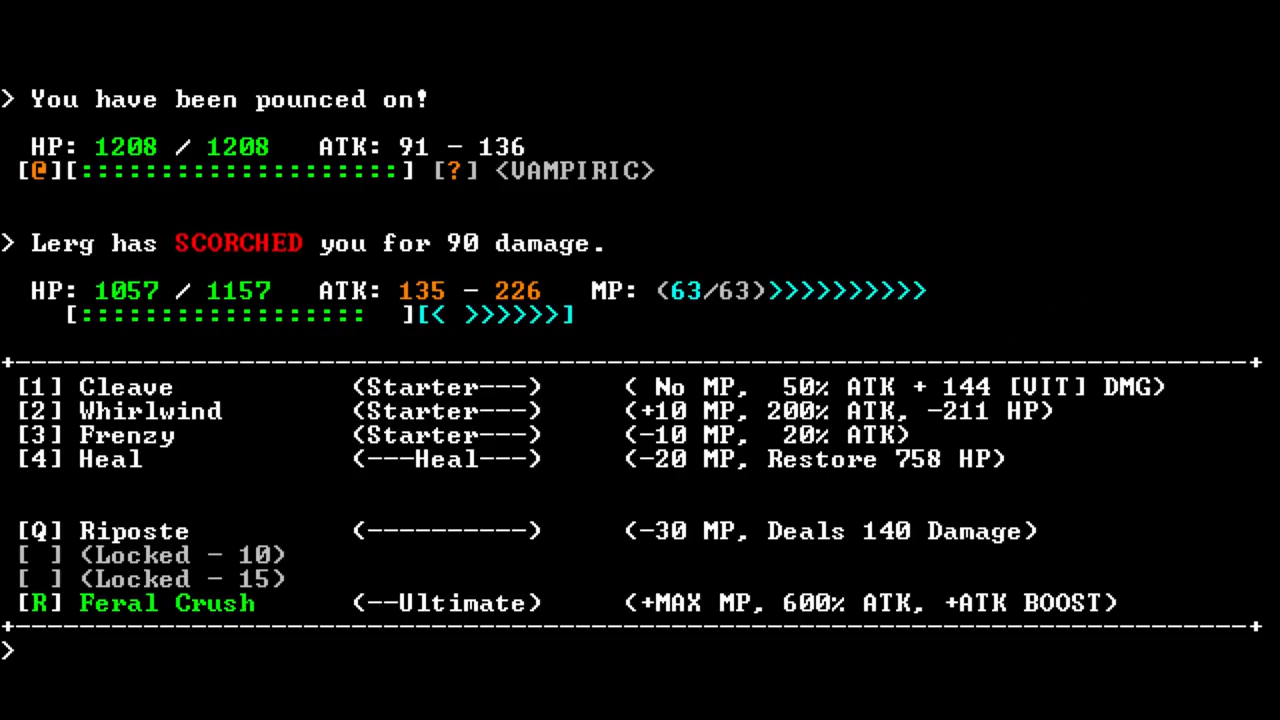 > You have been pounced on!
HP: 1208 / 1208 ATK: 91 - 136
[@][::::::::::::::::::::] [?] <VAMPIRIC>
> Lerg has SCORCHED you for 90 damage.
HP: 1057 / 1157 ATK: 135 - 226 MP: (63/63)>>>>>>>>>>
[:::::::::::::::::: ][< >>>>>>]
+------------------------------------------------------------------------------+
[1] Cleave (Starter---) ( No MP, 50% ATK + 144 [VIT] DMG)
[2] Whirlwind (Starter---) (+10 MP, 200% ATK, -211 HP)
[3] Frenzy (Starter---) (-10 MP, 20% ATK)
[4] Heal (---Heal---) (-20 MP, Restore 758 HP)
[Q] Riposte (----------) (-30 MP, Deals 140 Damage)
[ ] (Locked - 10)
[ ] (Locked - 15)
[R] Feral Crush (--Ultimate) (+MAX MP, 600% ATK, +ATK BOOST)
+------------------------------------------------------------------------------+
>